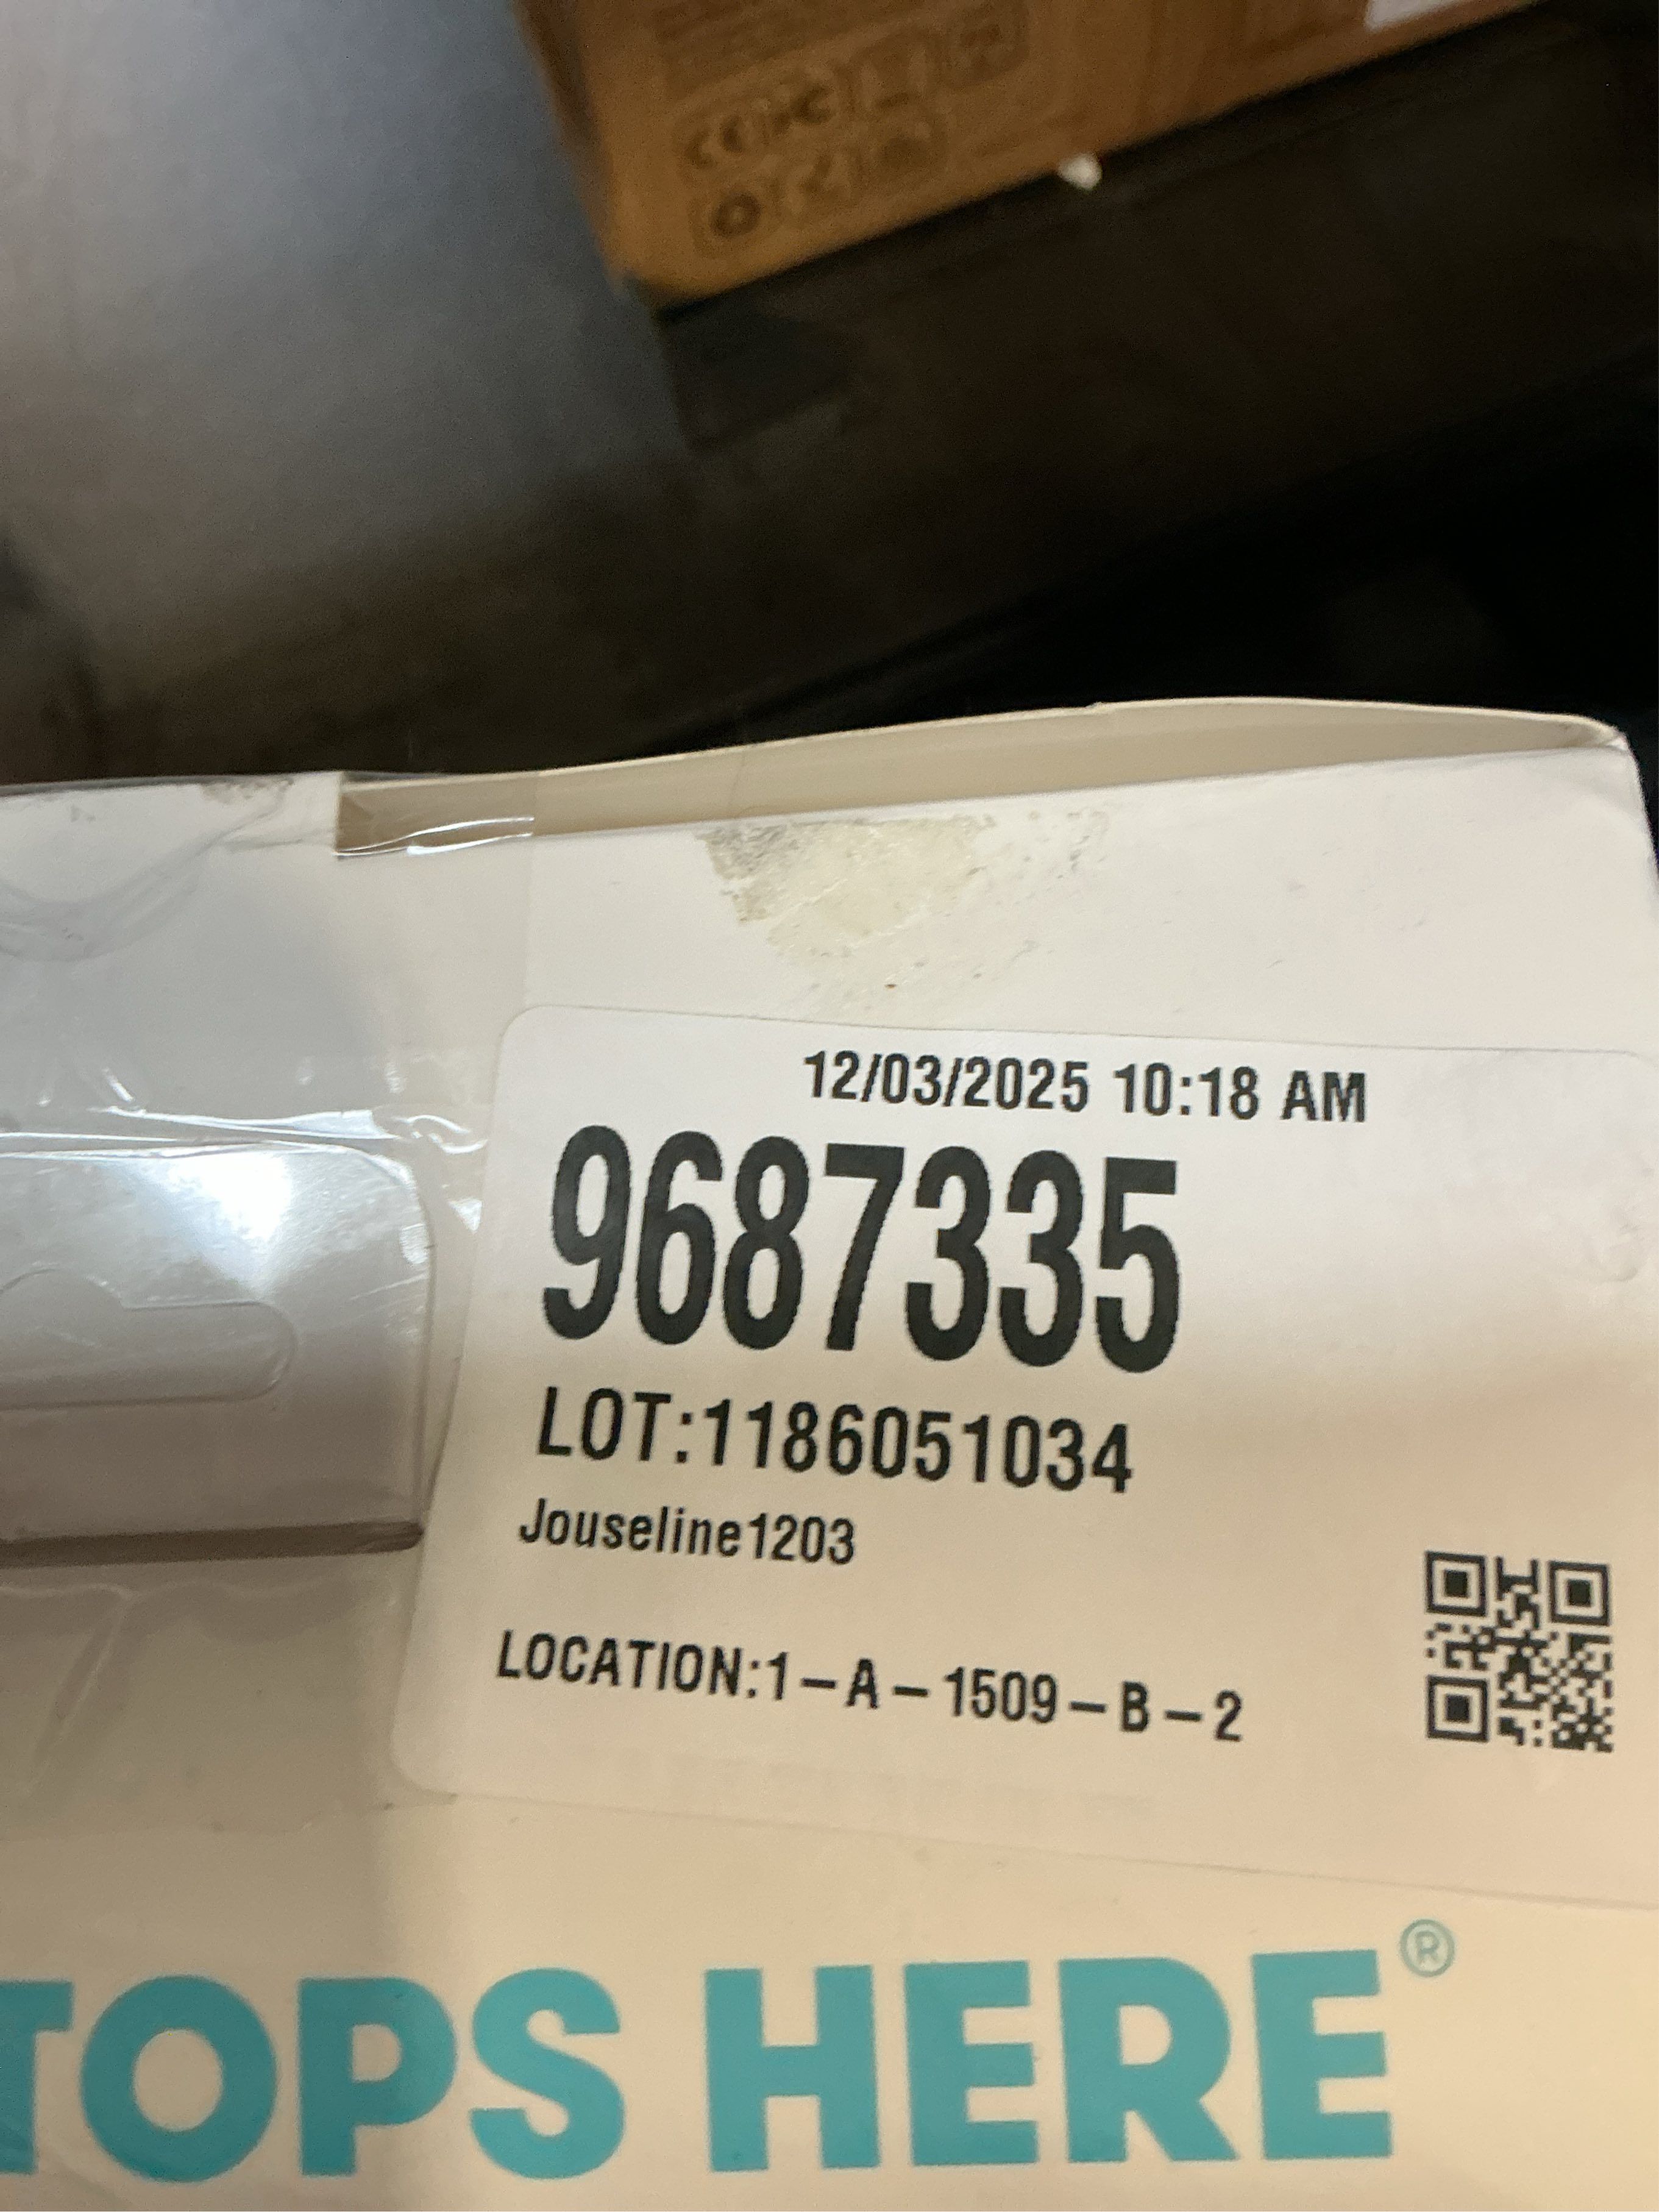 12/03/2025 10:18 AM
9687335
LOT:1186051034
Jouseline1203
LOCATION:1-A-1509-B-2
TOPS HERE®